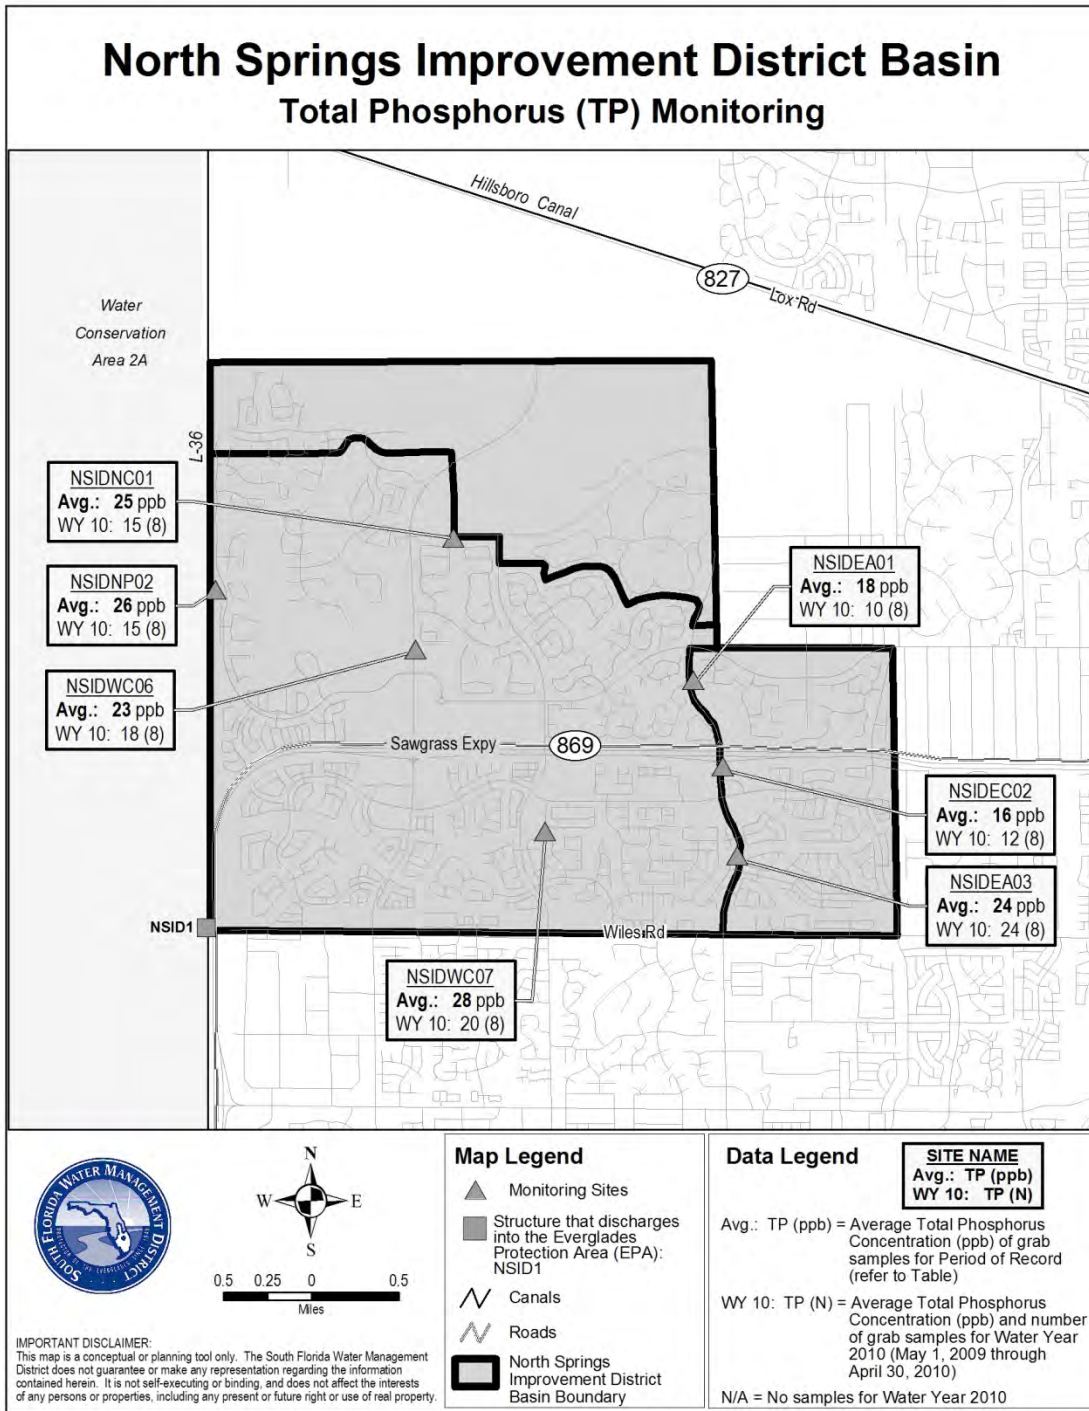 North Springs Improvement District Basin
Total Phosphorus (TP) Monitoring
Hillsboro Canal
827
Lox Rd
Water
Conservation
Area 2A
L-36
NSIDNC01
Avg.: 25 ppb
WY 10: 15 (8)
NSIDNP02
Avg.: 26 ppb
WY 10: 15 (8)
NSIDWC06
Avg.: 23 ppb
WY 10: 18 (8)
NSIDEA01
Avg.: 18 ppb
WY 10: 10 (8)
Sawgrass Expy
869
NSIDEC02
Avg.: 16 ppb
WY 10: 12 (8)
NSIDEA03
Avg.: 24 ppb
WY 10: 24 (8)
NSID1
Wiles Rd
NSIDWC07
Avg.: 28 ppb
WY 10: 20 (8)
SOUTH FLORIDA WATER MANAGEMENT DISTRICT
N
W E
S
0.5 0.25 0 0.5
Miles
IMPORTANT DISCLAIMER:
This map is a conceptual or planning tool only. The South Florida Water Management
District does not guarantee or make any representation regarding the information
contained herein. It is not self-executing or binding, and does not affect the interests
of any persons or properties, including any present or future right or use of real property.
Map Legend
Monitoring Sites
Structure that discharges
into the Everglades
Protection Area (EPA):
NSID1
Canals
Roads
North Springs
Improvement District
Basin Boundary
Data Legend
SITE NAME
Avg.: TP (ppb)
WY 10: TP (N)
Avg.: TP (ppb) = Average Total Phosphorus
Concentration (ppb) of grab
samples for Period of Record
(refer to Table)
WY 10: TP (N) = Average Total Phosphorus
Concentration (ppb) and number
of grab samples for Water Year
2010 (May 1, 2009 through
April 30, 2010)
N/A = No samples for Water Year 2010